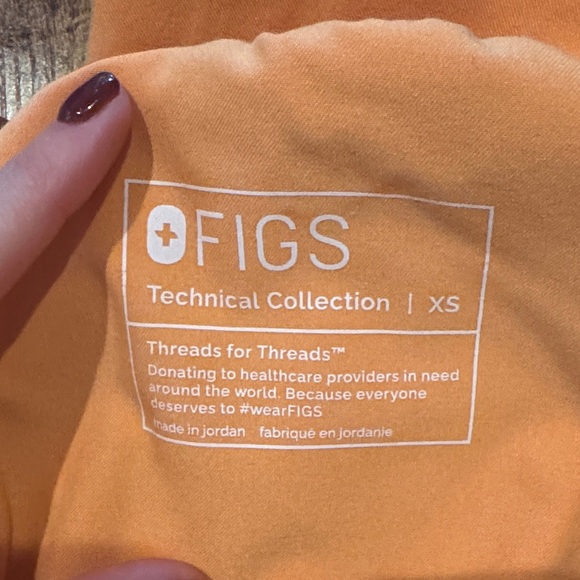 FIGS
Technical Collection | XS
Threads for Threads™
Donating to healthcare providers in need
around the world. Because everyone
deserves to #wearFIGS
made in jordan fabriqué en jordanie